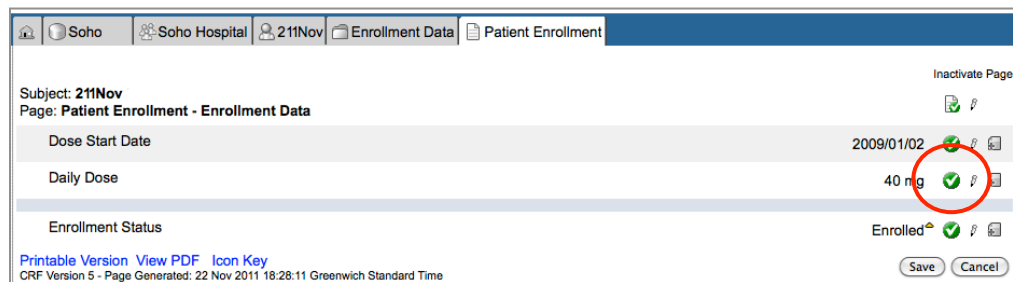 Soho Soho Hospital 211Nov Enrollment Data Patient Enrollment
Inactivate Page
Subject: 211Nov
Page: Patient Enrollment - Enrollment Data
Dose Start Date 2009/01/02
Daily Dose 40 mg
Enrollment Status Enrolled
Printable Version View PDF Icon Key
CRF Version 5 - Page Generated: 22 Nov 2011 18:28:11 Greenwich Standard Time
Save Cancel